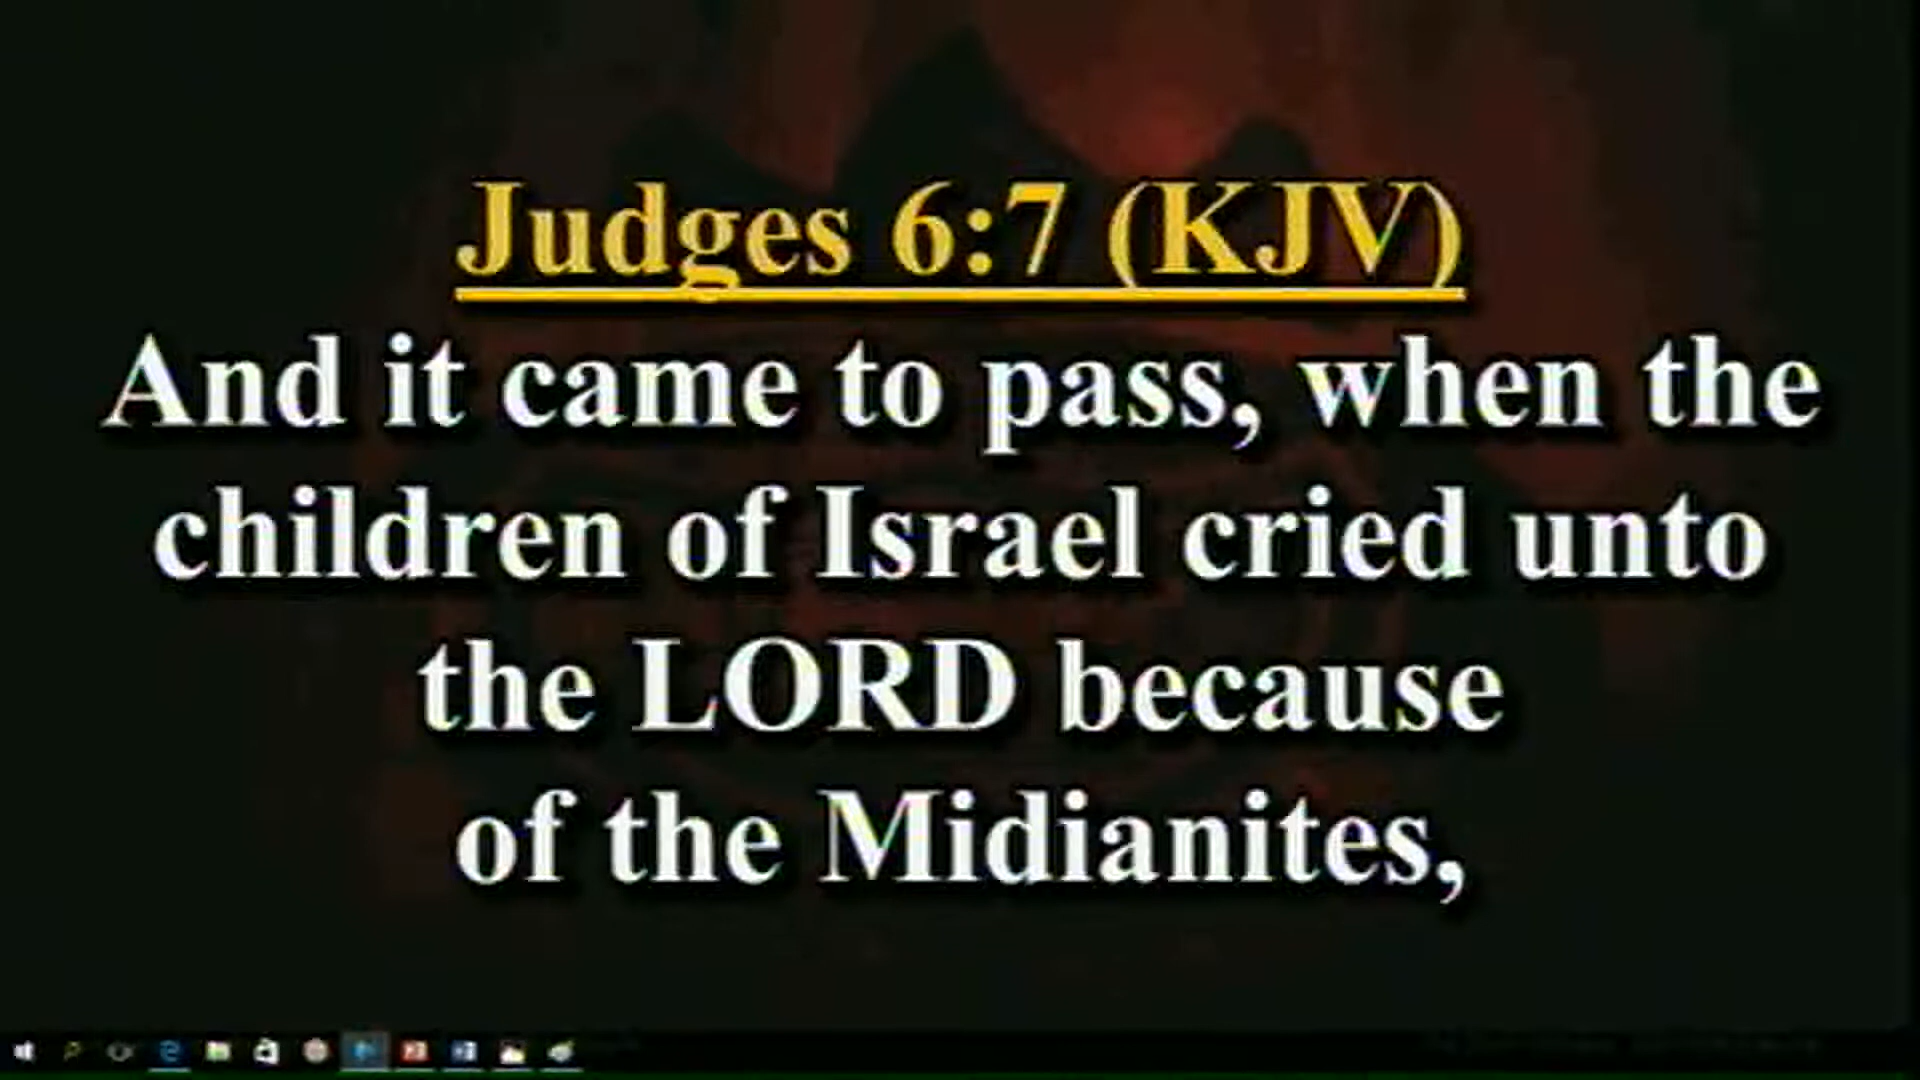 Judges 6:7 (KJV)
And it came to pass, when the
children of Israel cried unto
the LORD because
of the Midianites,